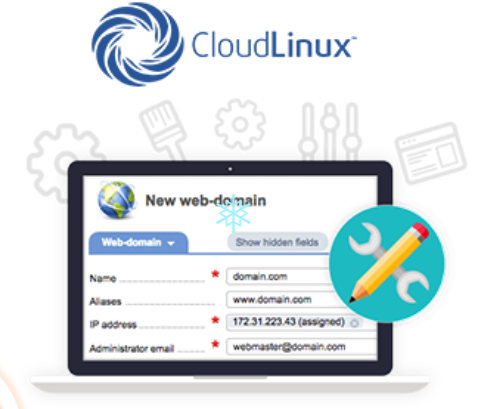 CloudLinux™
New web-domain
Web-domain
Show hidden fields
Name * domain.com
Aliases www.domain.com
IP address * 172.31.223.43 (assigned)
Administrator email * webmaster@domain.com